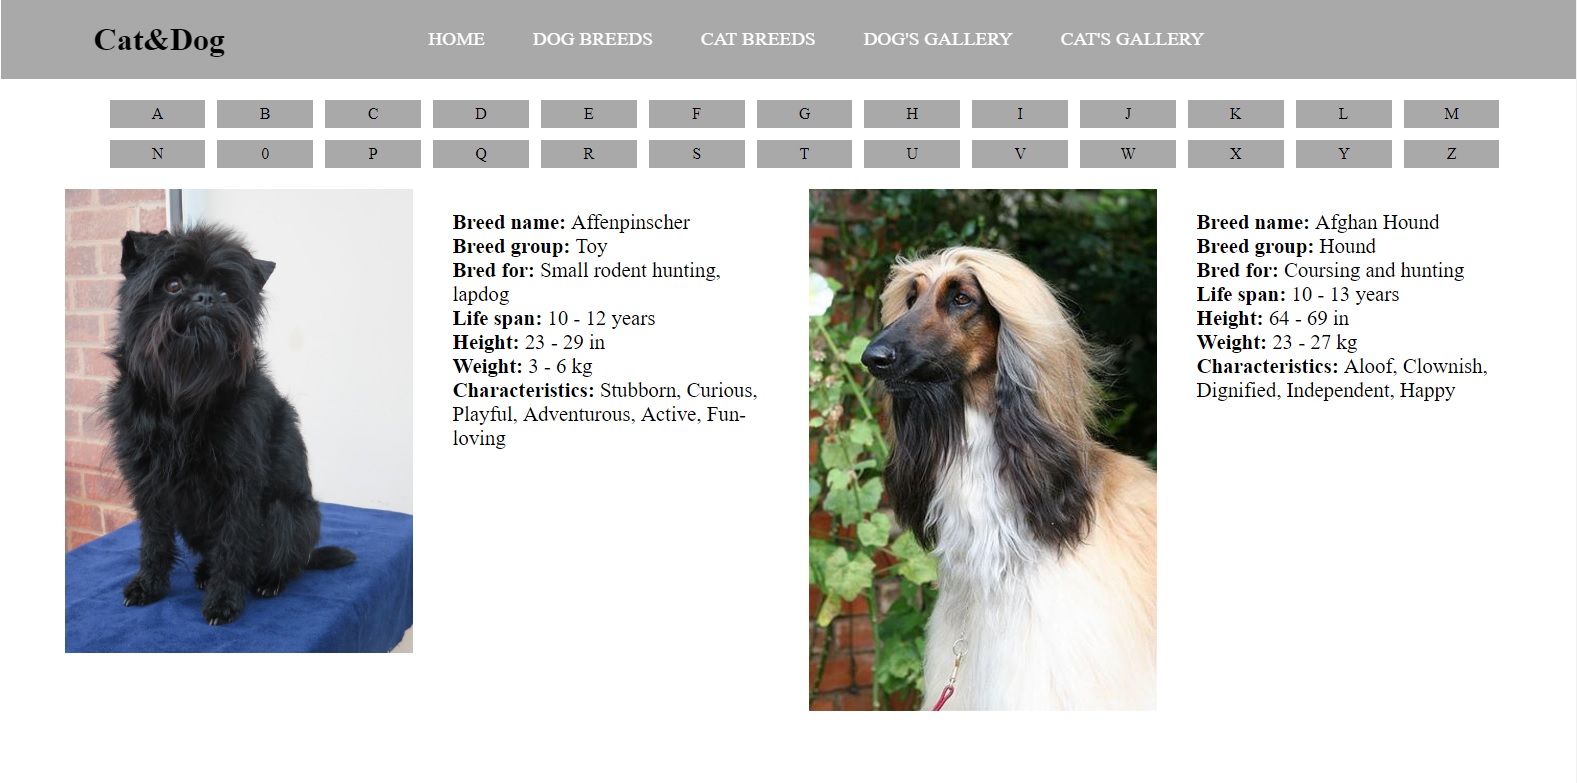 Cat&Dog
HOME DOG BREEDS CAT BREEDS DOG'S GALLERY CAT'S GALLERY
A B C D E F G H I J K L M
N 0 P Q R S T U V W X Y Z
Breed name: Affenpinscher
Breed group: Toy
Bred for: Small rodent hunting,
lapdog
Life span: 10 - 12 years
Height: 23 - 29 in
Weight: 3 - 6 kg
Characteristics: Stubborn, Curious,
Playful, Adventurous, Active, Fun-
loving
Breed name: Afghan Hound
Breed group: Hound
Bred for: Coursing and hunting
Life span: 10 - 13 years
Height: 64 - 69 in
Weight: 23 - 27 kg
Characteristics: Aloof, Clownish,
Dignified, Independent, Happy